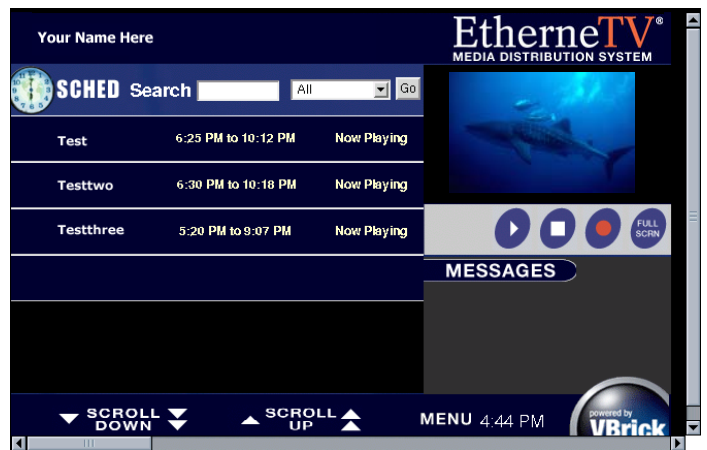 Your Name Here
EtherneTV®
MEDIA DISTRIBUTION SYSTEM
SCHED Search All Go
Test 6:25 PM to 10:12 PM Now Playing
Testtwo 6:30 PM to 10:18 PM Now Playing
Testthree 5:20 PM to 9:07 PM Now Playing
FULL
SCRN
MESSAGES
SCROLL
DOWN
SCROLL
UP
MENU 4:44 PM
powered by
VBrick